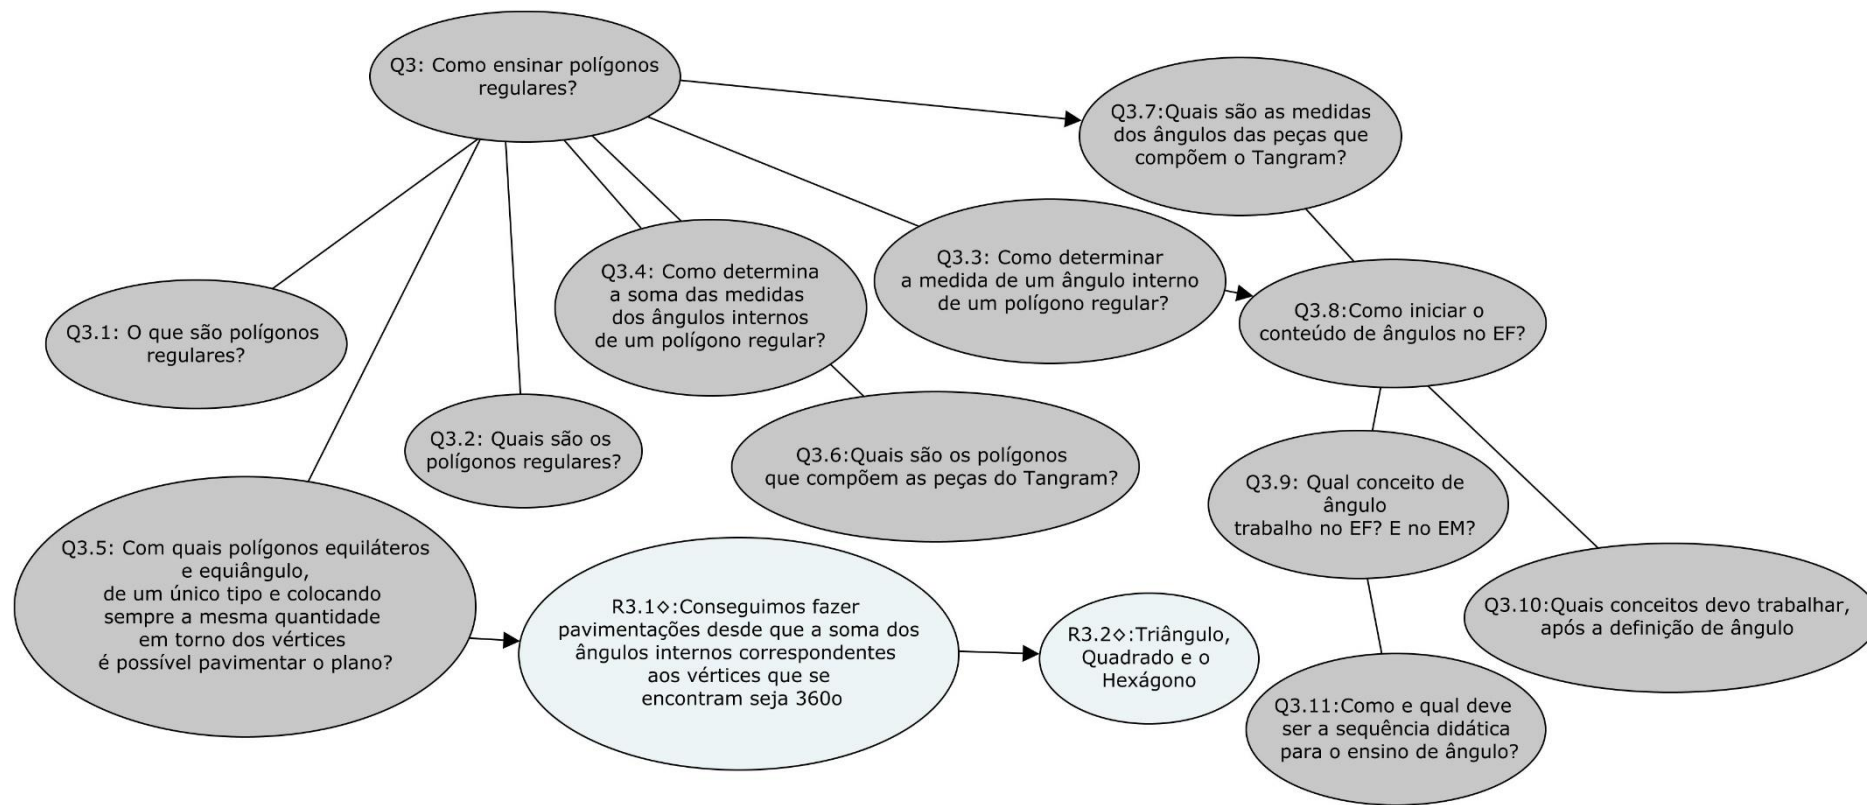 Q3: Como ensinar polígonos
regulares?
Q3.7:Quais são as medidas
dos ângulos das peças que
compõem o Tangram?
Q3.4: Como determina
a soma das medidas
dos ângulos internos
de um polígono regular?
Q3.3: Como determinar
a medida de um ângulo interno
de um polígono regular?
Q3.8:Como iniciar o
conteúdo de ângulos no EF?
Q3.1: O que são polígonos
regulares?
Q3.2: Quais são os
polígonos regulares?
Q3.6:Quais são os polígonos
que compõem as peças do Tangram?
Q3.9: Qual conceito de
ângulo
trabalho no EF? E no EM?
Q3.5: Com quais polígonos equiláteros
e equiângulo,
de um único tipo e colocando
sempre a mesma quantidade
em torno dos vértices
é possível pavimentar o plano?
R3.1◇:Conseguimos fazer
pavimentações desde que a soma dos
ângulos internos correspondentes
aos vértices que se
encontram seja 360o
R3.2◇:Triângulo,
Quadrado e o
Hexágono
Q3.10:Quais conceitos devo trabalhar,
após a definição de ângulo
Q3.11:Como e qual deve
ser a sequência didática
para o ensino de ângulo?